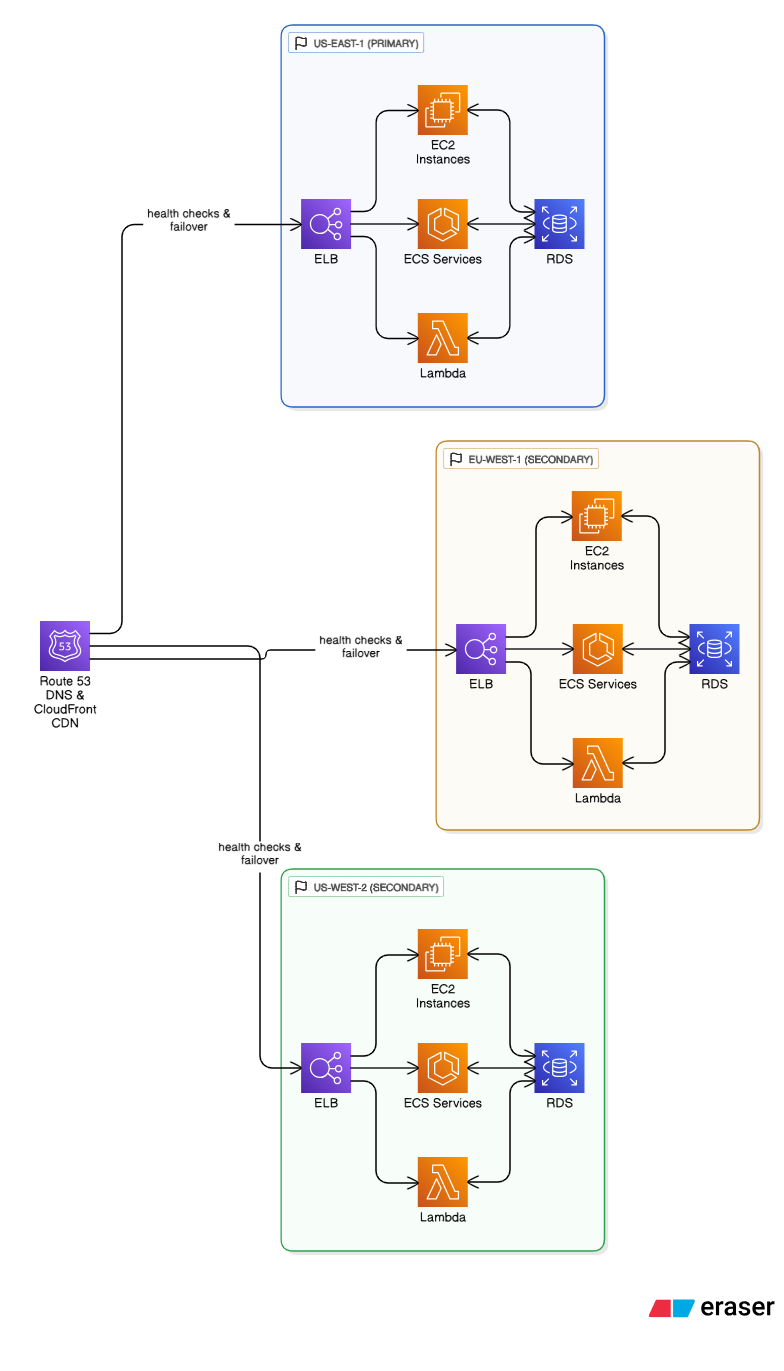 US-EAST-1 (PRIMARY)
EC2
Instances
health checks &
failover
ELB
ECS Services
RDS
Lambda
EU-WEST-1 (SECONDARY)
EC2
Instances
53
Route 53
DNS &
CloudFront
CDN
health checks &
failover
ELB
ECS Services
RDS
Lambda
health checks &
failover
US-WEST-2 (SECONDARY)
EC2
Instances
ELB
ECS Services
RDS
Lambda
eraser